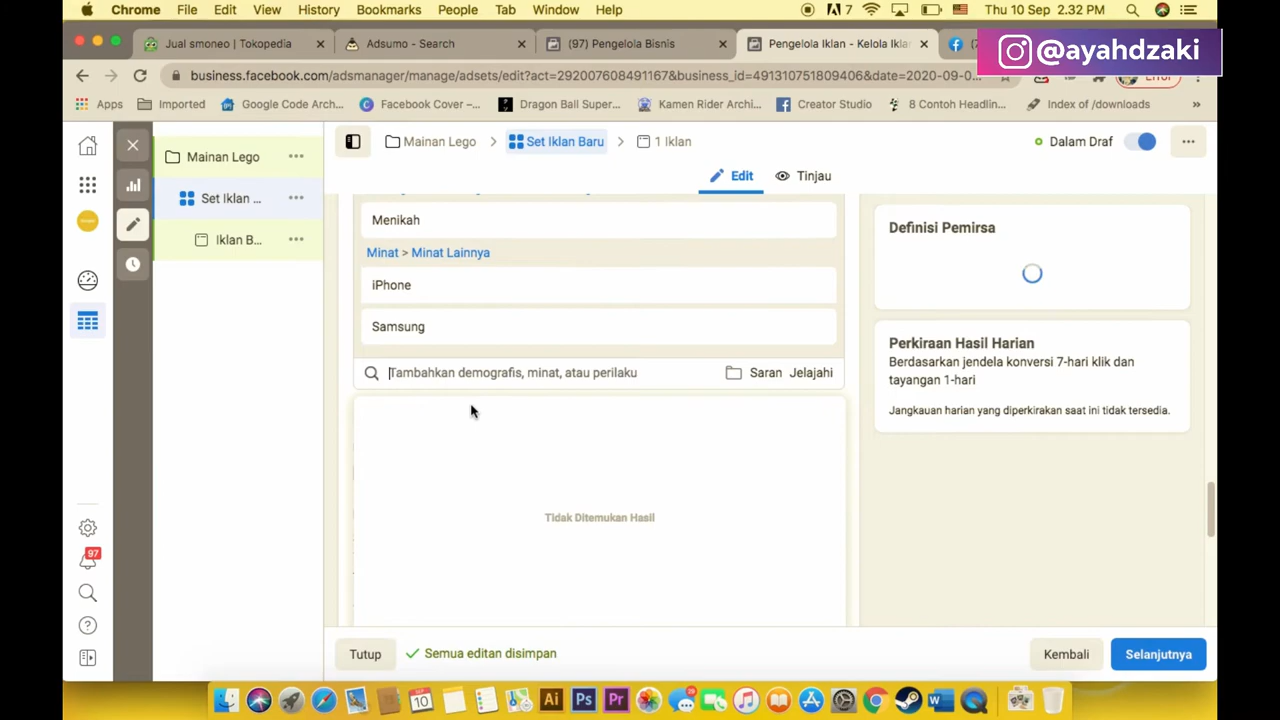 Chrome File Edit View History Bookmarks People Tab Window Help 7 Thu 10 Sep 2.32 PM
Jual smoneo | Tokopedia
Adsumo - Search
(97) Pengelola Bisnis
Pengelola Iklan - Kelola Ikla
@ayahdzaki
business.facebook.com/adsmanager/manage/adsets/edit?act=292007608491167&business_id=491310751809406&date=2020-09-0...
Apps Imported Google Code Arch... Facebook Cover –... Dragon Ball Super... Kamen Rider Archi... Creator Studio 8 Contoh Headlin... Index of /downloads »
Mainan Lego
Set Iklan ...
Iklan B...
Mainan Lego > Set Iklan Baru > 1 Iklan
Dalam Draf
Edit Tinjau
Menikah
Minat > Minat Lainnya
iPhone
Samsung
Tambahkan demografis, minat, atau perilaku
Saran Jelajahi
Tidak Ditemukan Hasil
Definisi Pemirsa
Perkiraan Hasil Harian
Berdasarkan jendela konversi 7-hari klik dan
tayangan 1-hari
Jangkauan harian yang diperkirakan saat ini tidak tersedia.
97
Tutup
Semua editan disimpan
Kembali
Selanjutnya
Ai Ps Pr